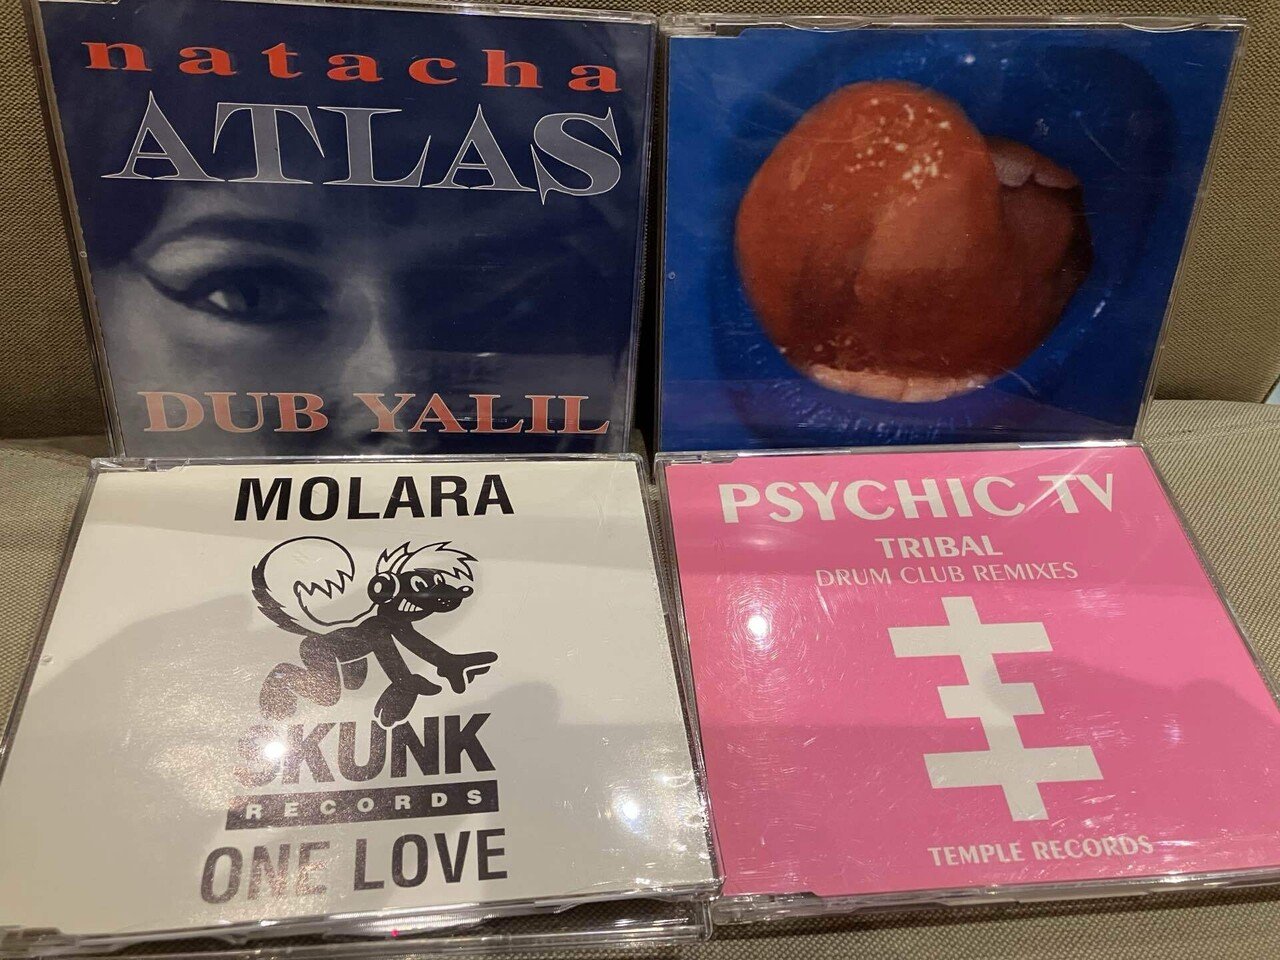 natacha
ATLAS
DUB YALIL
MOLARA
SKUNK
RECORDS
ONE LOVE
PSYCHIC TV
TRIBAL
DRUM CLUB REMIXES
TEMPLE RECORDS